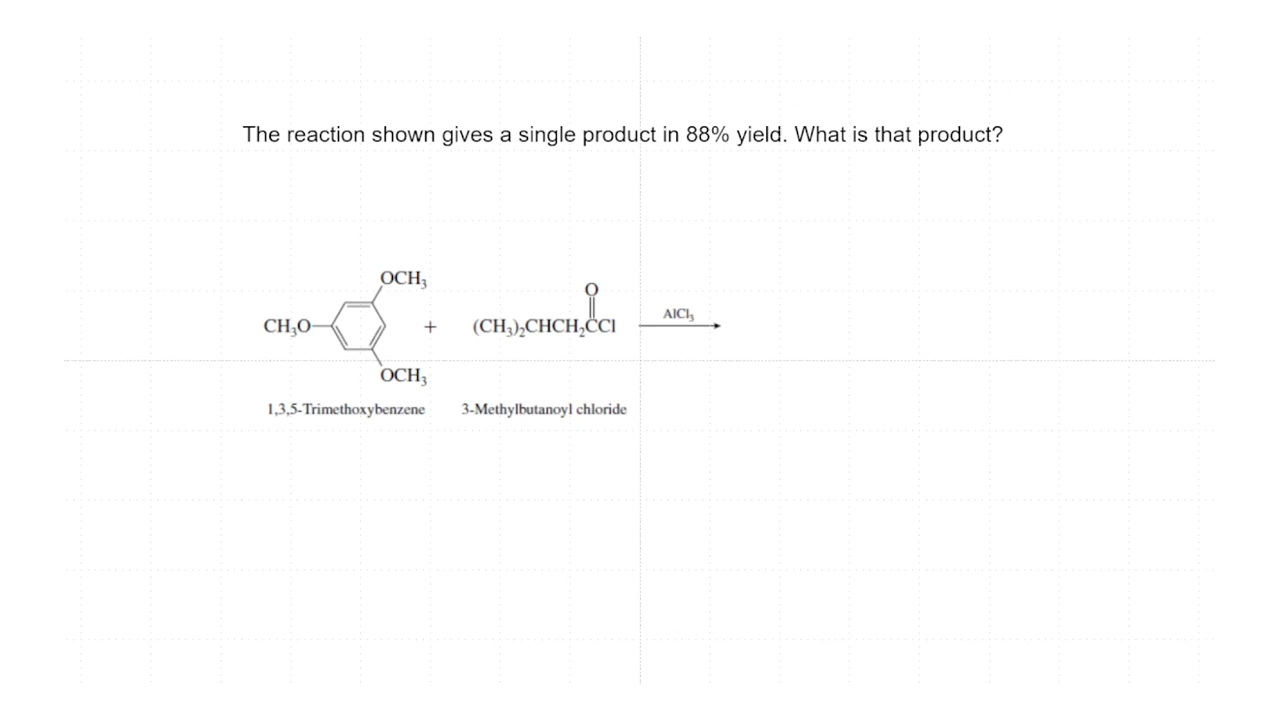 The reaction shown gives a single product in 88% yield. What is that product?
OCH₃
O
CH₃O
+
(CH₃)₂CHCH₂CCl
AlCl₃
OCH₃
1,3,5-Trimethoxybenzene
3-Methylbutanoyl chloride